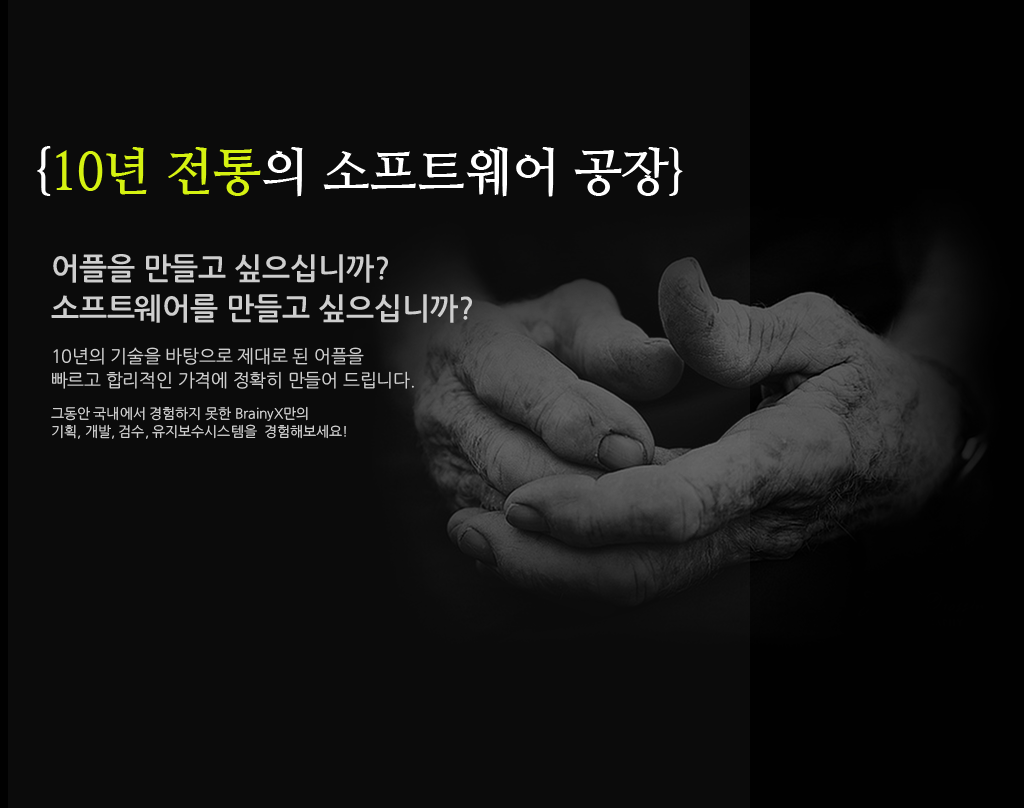 {10년 전통의 소프트웨어 공장}
어플을 만들고 싶으십니까?
소프트웨어를 만들고 싶으십니까?
10년의 기술을 바탕으로 제대로 된 어플을
빠르고 합리적인 가격에 정확히 만들어 드립니다.
그동안 국내에서 경험하지 못한 BrainyX만의
기획, 개발, 검수, 유지보수시스템을 경험해보세요!